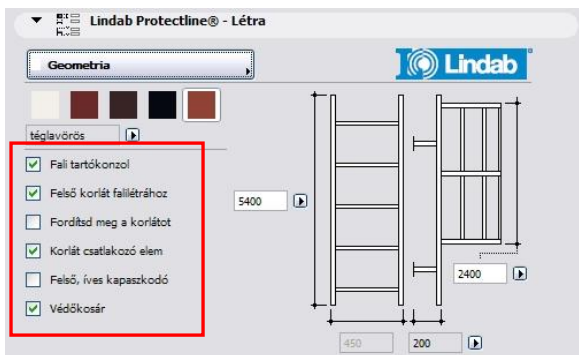 Lindab Protectline® - Létra
Geometria
Lindab
téglavörös
Fali tartókonzol
Felső korlát falilétrához
Fordítsd meg a korlátot
Korlát csatlakozó elem
Felső, íves kapaszkodó
Védőkosár
5400
2400
450
200